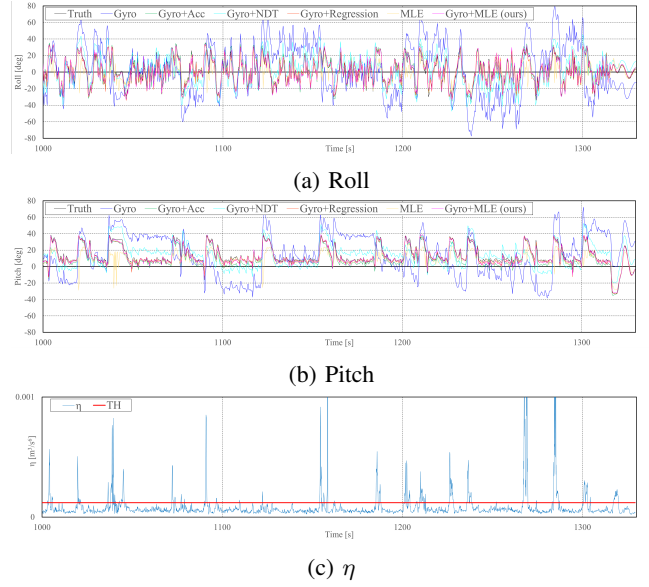 Truth Gyro Gyro+Acc Gyro+NDT Gyro+Regression MLE Gyro+MLE (ours)
80
60
40
20
0
-20
-40
-60
-80
Roll [deg]
1000 1100 1200 1300
Time [s]
(a) Roll
Truth Gyro Gyro+Acc Gyro+NDT Gyro+Regression MLE Gyro+MLE (ours)
80
60
40
20
0
-20
-40
-60
-80
Pitch [deg]
1000 1100 1200 1300
Time [s]
(b) Pitch
0.001
η TH
η [m²/s⁴]
0
1000 1100 1200 1300
Time [s]
(c) η